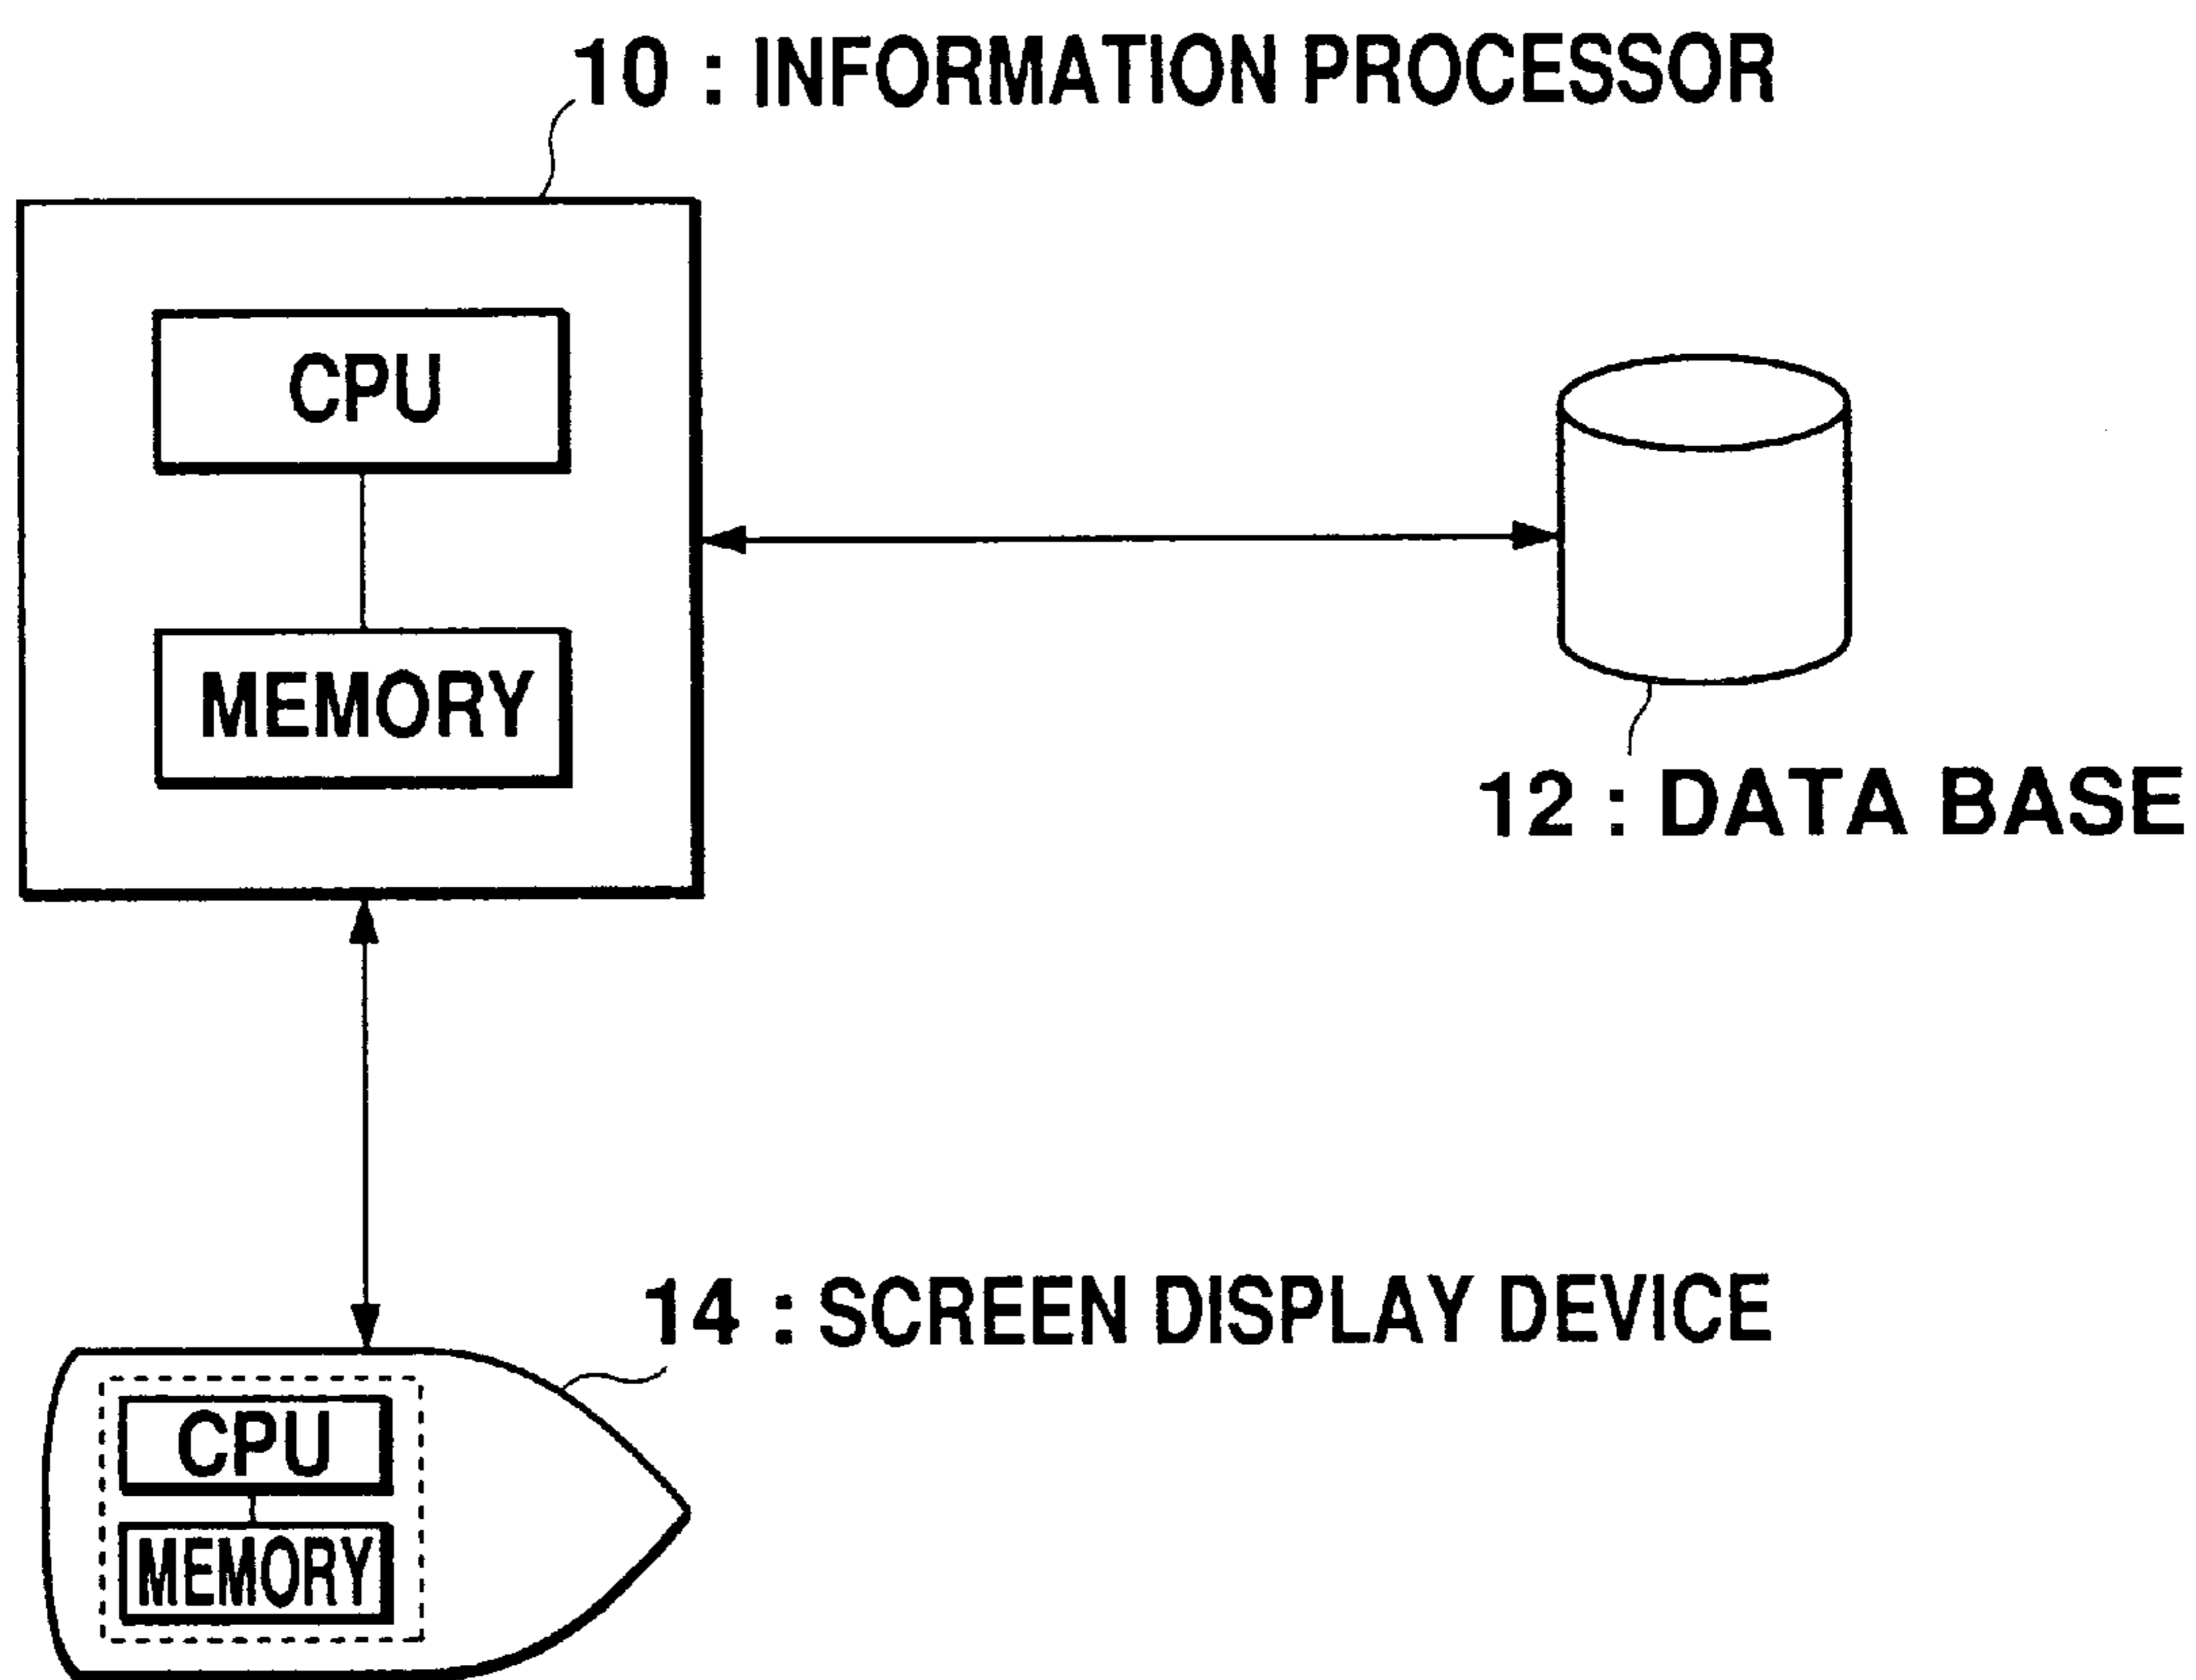 10 : INFORMATION PROCESSOR
CPU
MEMORY
12 : DATA BASE
14 : SCREEN DISPLAY DEVICE
CPU
MEMORY